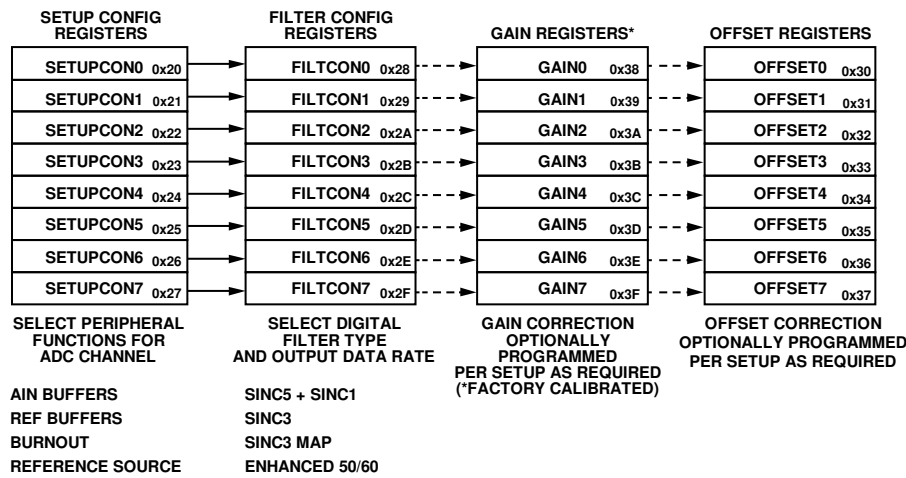 SETUP CONFIG
REGISTERS
FILTER CONFIG
REGISTERS
GAIN REGISTERS*
OFFSET REGISTERS
SETUPCON0 0x20
FILTCON0 0x28
GAIN0 0x38
OFFSET0 0x30
SETUPCON1 0x21
FILTCON1 0x29
GAIN1 0x39
OFFSET1 0x31
SETUPCON2 0x22
FILTCON2 0x2A
GAIN2 0x3A
OFFSET2 0x32
SETUPCON3 0x23
FILTCON3 0x2B
GAIN3 0x3B
OFFSET3 0x33
SETUPCON4 0x24
FILTCON4 0x2C
GAIN4 0x3C
OFFSET4 0x34
SETUPCON5 0x25
FILTCON5 0x2D
GAIN5 0x3D
OFFSET5 0x35
SETUPCON6 0x26
FILTCON6 0x2E
GAIN6 0x3E
OFFSET6 0x36
SETUPCON7 0x27
FILTCON7 0x2F
GAIN7 0x3F
OFFSET7 0x37
SELECT PERIPHERAL
FUNCTIONS FOR
ADC CHANNEL
SELECT DIGITAL
FILTER TYPE
AND OUTPUT DATA RATE
GAIN CORRECTION
OPTIONALLY
PROGRAMMED
PER SETUP AS REQUIRED
(*FACTORY CALIBRATED)
OFFSET CORRECTION
OPTIONALLY PROGRAMMED
PER SETUP AS REQUIRED
AIN BUFFERS
REF BUFFERS
BURNOUT
REFERENCE SOURCE
SINC5 + SINC1
SINC3
SINC3 MAP
ENHANCED 50/60